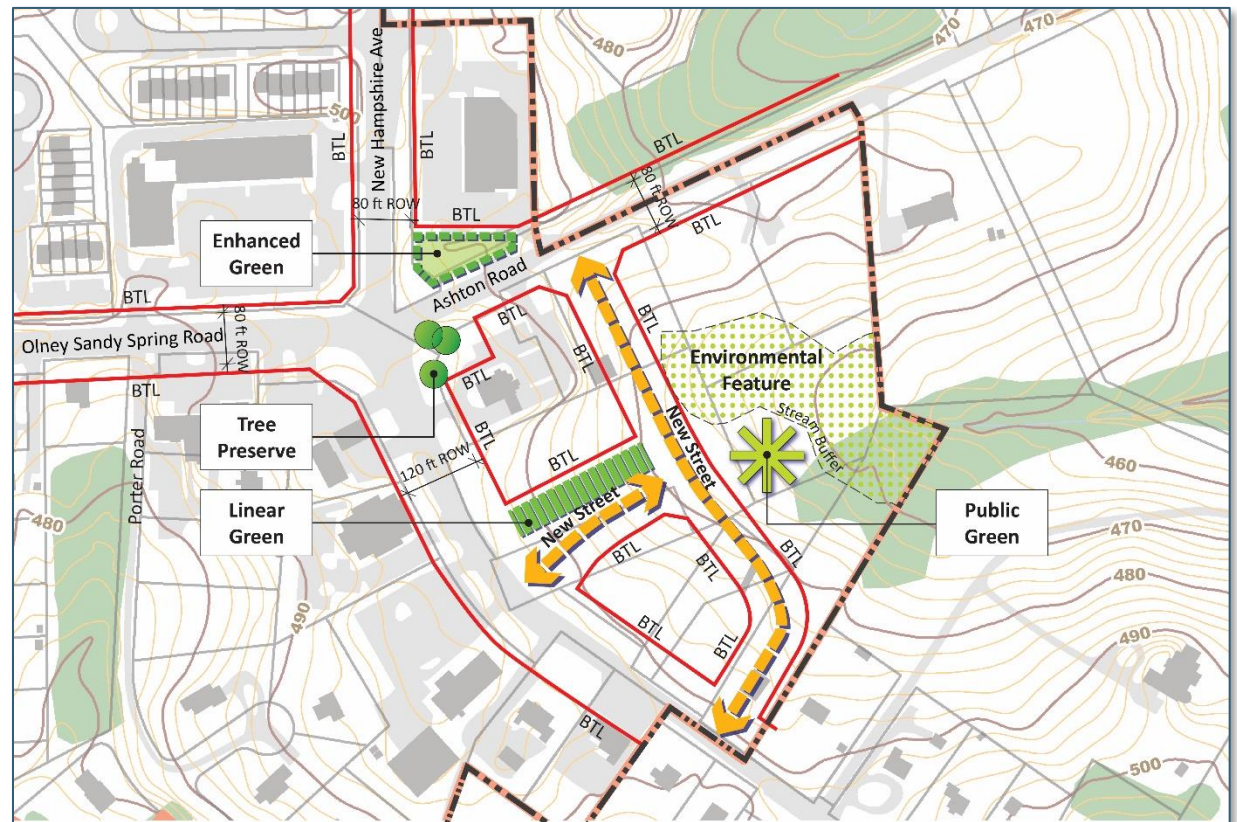 480
470
470
500
BTL
New Hampshire Ave
BTL
BTL
80 ft ROW
BTL
80 ft ROW
BTL
Enhanced
Green
Ashton Road
BTL
Olney Sandy Spring Road
80 ft ROW
BTL
BTL
BTL
BTL
Environmental
Feature
BTL
Tree
Preserve
BTL
New Street
Stream Buffer
Porter Road
120 ft ROW
BTL
460
Linear
Green
New Street
Public
Green
480
470
BTL
BTL
BTL
480
490
BTL
BTL
490
BTL
500